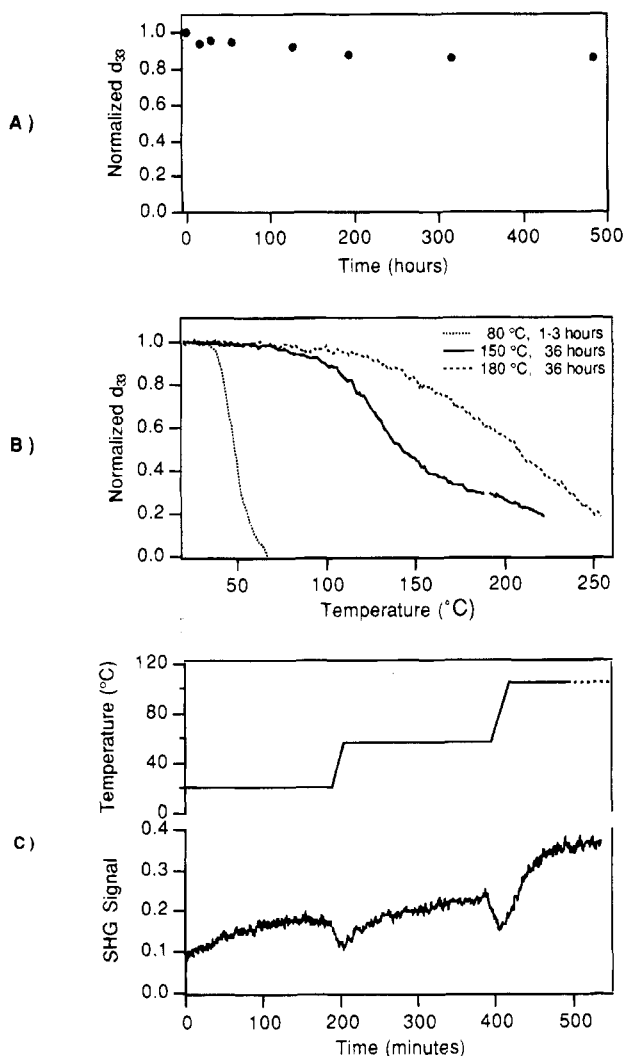 A)
Normalized d33
1.0
0.8
0.6
0.4
0.2
0.0
0 100 200 300 400 500
Time (hours)
B)
Normalized d33
1.0
0.8
0.6
0.4
0.2
0.0
80 °C, 1-3 hours
150 °C, 36 hours
180 °C, 36 hours
50 100 150 200 250
Temperature (°C)
C)
Temperature (°C)
120
80
40
0
SHG Signal
0.4
0.3
0.2
0.1
0.0
0 100 200 300 400 500
Time (minutes)